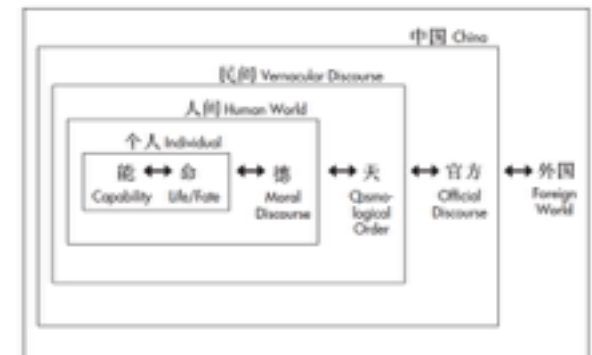 中国 China
民间 Vernacular Discourse
人间 Human World
个人 Individual
能 ↔ 命 ↔ 德 ↔ 天 ↔ 官方 ↔ 外国
Capability Life/Fate Moral Discourse Qosmological Order Official Discourse Foreign World